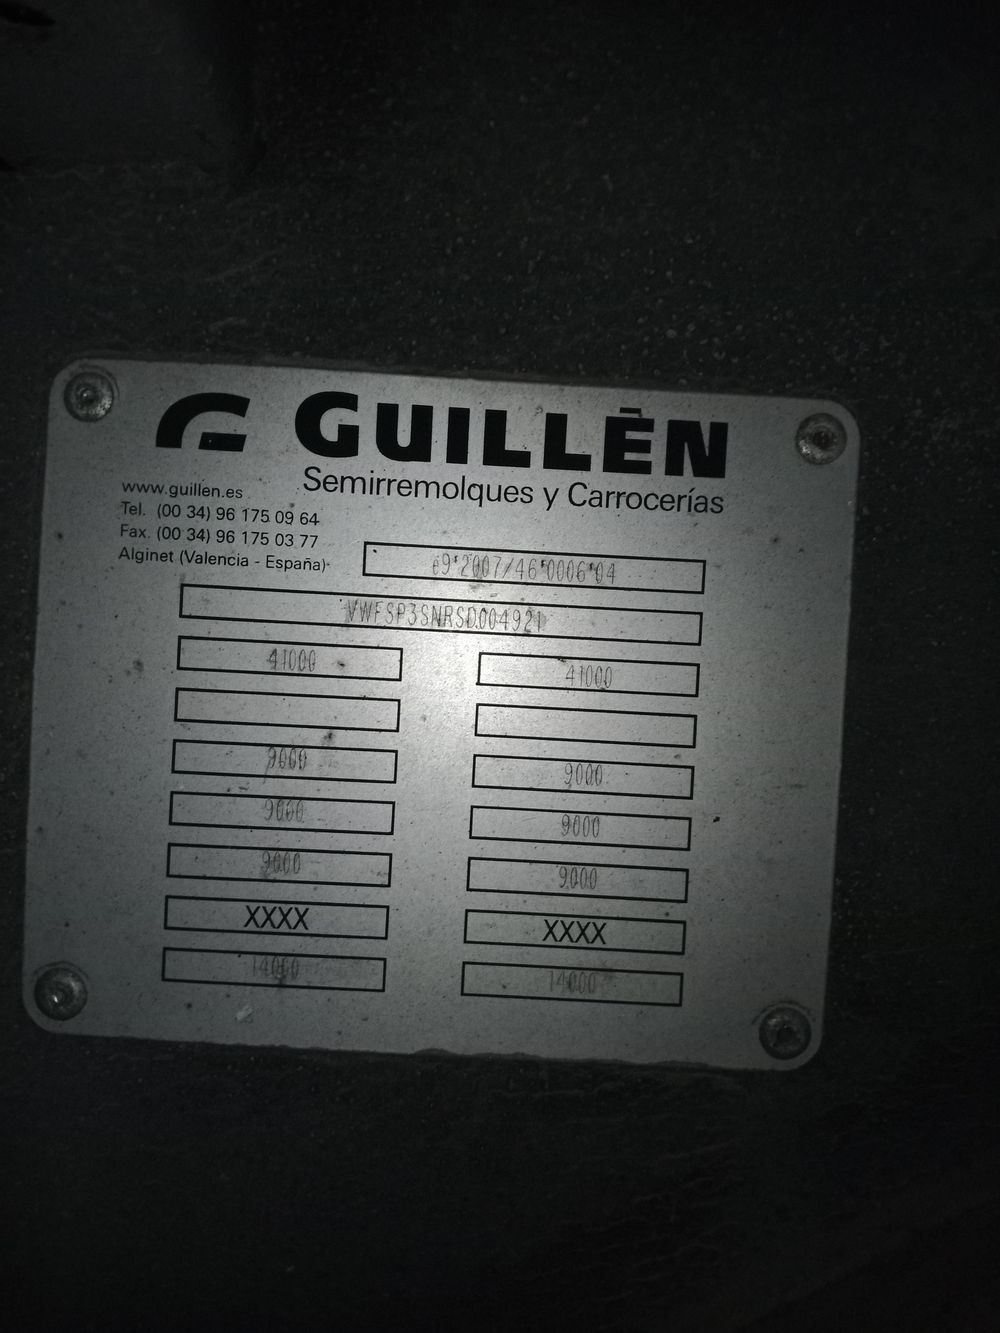 GUILLÉN
Semirremolques y Carrocerías
www.guillen.es
Tel. (00 34) 96 175 09 64
Fax. (00 34) 96 175 03 77
Alginet (Valencia - España)
e9*2007/46*0006*04
VWFSP3SNRSD004921
41000 41000
9000 9000
9000 9000
9000 9000
XXXX XXXX
14000 14000